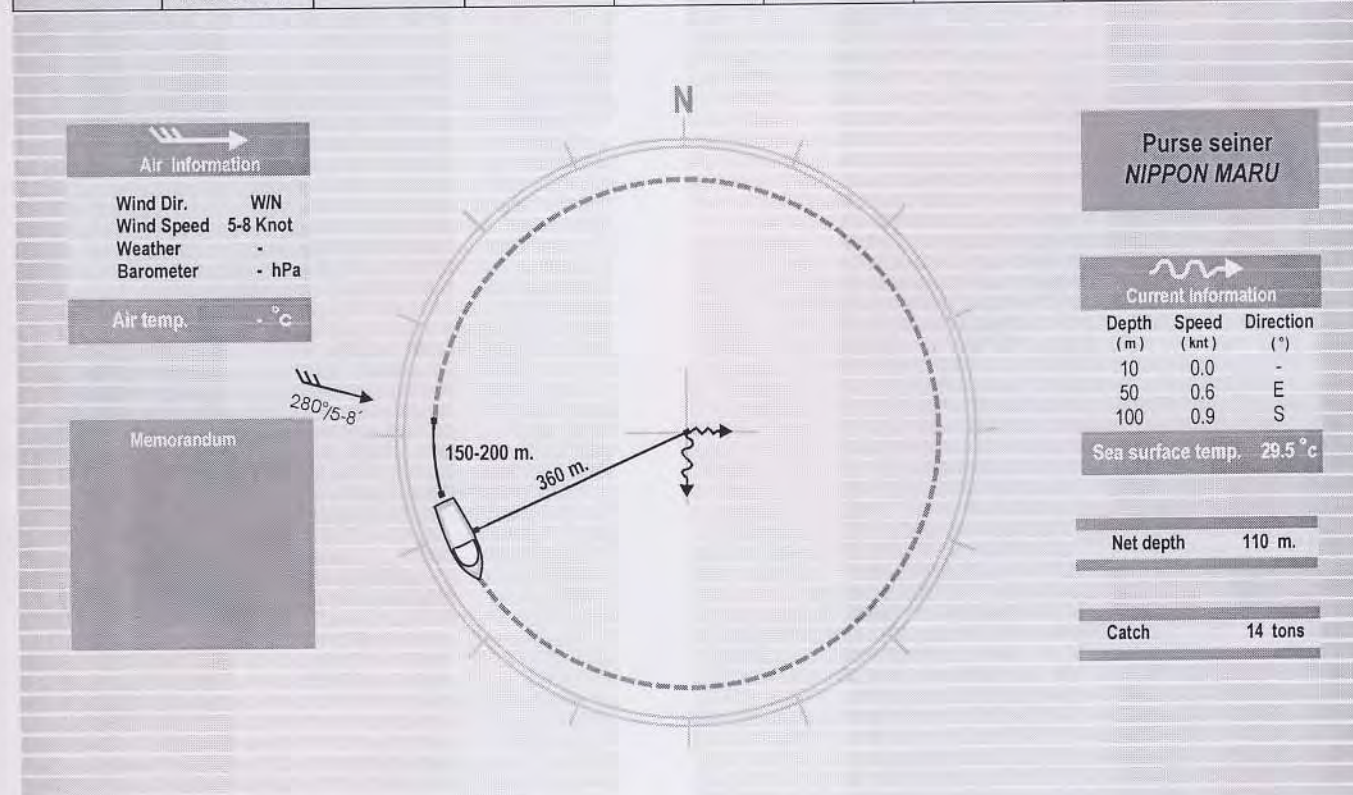 N
Air Information
Wind Dir. W/N
Wind Speed 5-8 Knot
Weather -
Barometer - hPa
Air temp. - °C
280°/5-8'
Memorandum
150-200 m.
360 m.
Purse seiner
NIPPON MARU
Current information
Depth Speed Direction
(m) (knt) (°)
10 0.0 -
50 0.6 E
100 0.9 S
Sea surface temp. 29.5 °c
Net depth 110 m.
Catch 14 tons